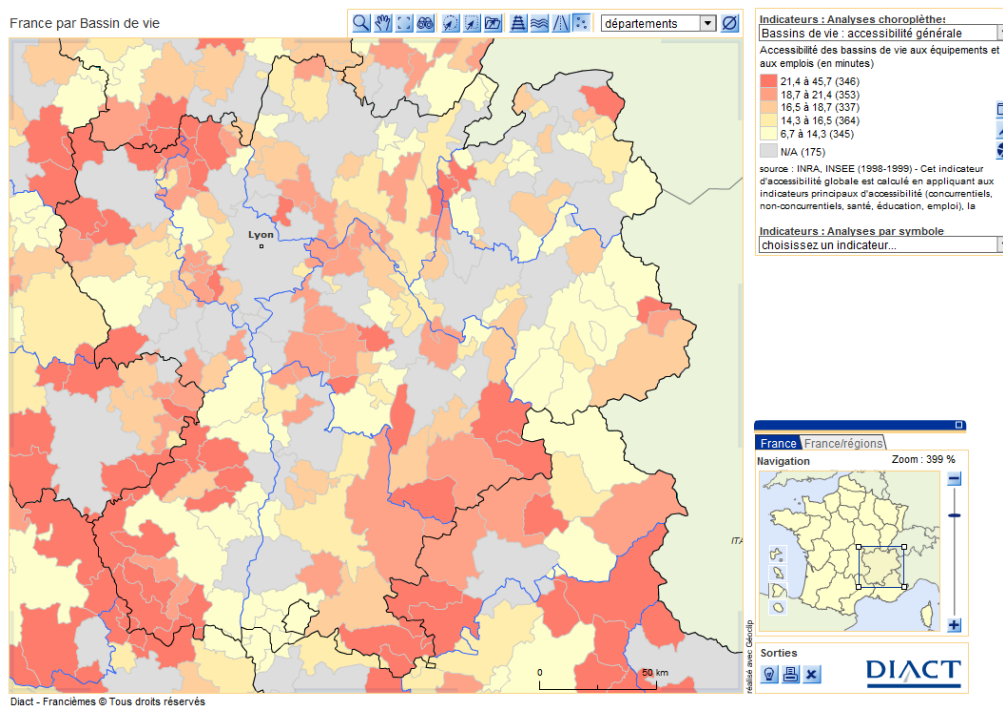 France par Bassin de vie
départements
Lyon
ITA
0 50 km
réalisé avec Géoclip
Diact - Francièmes © Tous droits réservés
Indicateurs : Analyses choroplèthes
Bassins de vie : accessibilité générale
Accessibilité des bassins de vie aux équipements et
aux emplois (en minutes)
21,4 à 45,7 (346)
18,7 à 21,4 (353)
16,5 à 18,7 (337)
14,3 à 16,5 (364)
6,7 à 14,3 (345)
N/A (175)
source : INRA, INSEE (1998-1999) - Cet indicateur
d'accessibilité globale est calculé en appliquant aux
indicateurs principaux d'accessibilité (concurrentiels,
non-concurrentiels, santé, éducation, emploi), la
Indicateurs : Analyses par symbole
choisissez un indicateur...
France France/régions
Navigation Zoom : 399 %
Sorties
DIACT